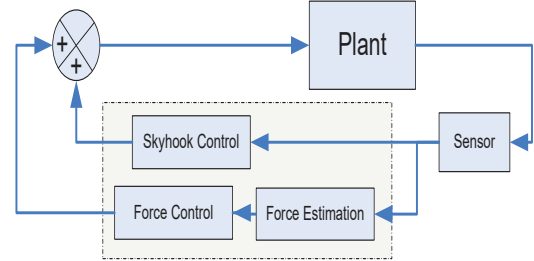 Plant
+
+
Skyhook Control
Sensor
Force Control
Force Estimation